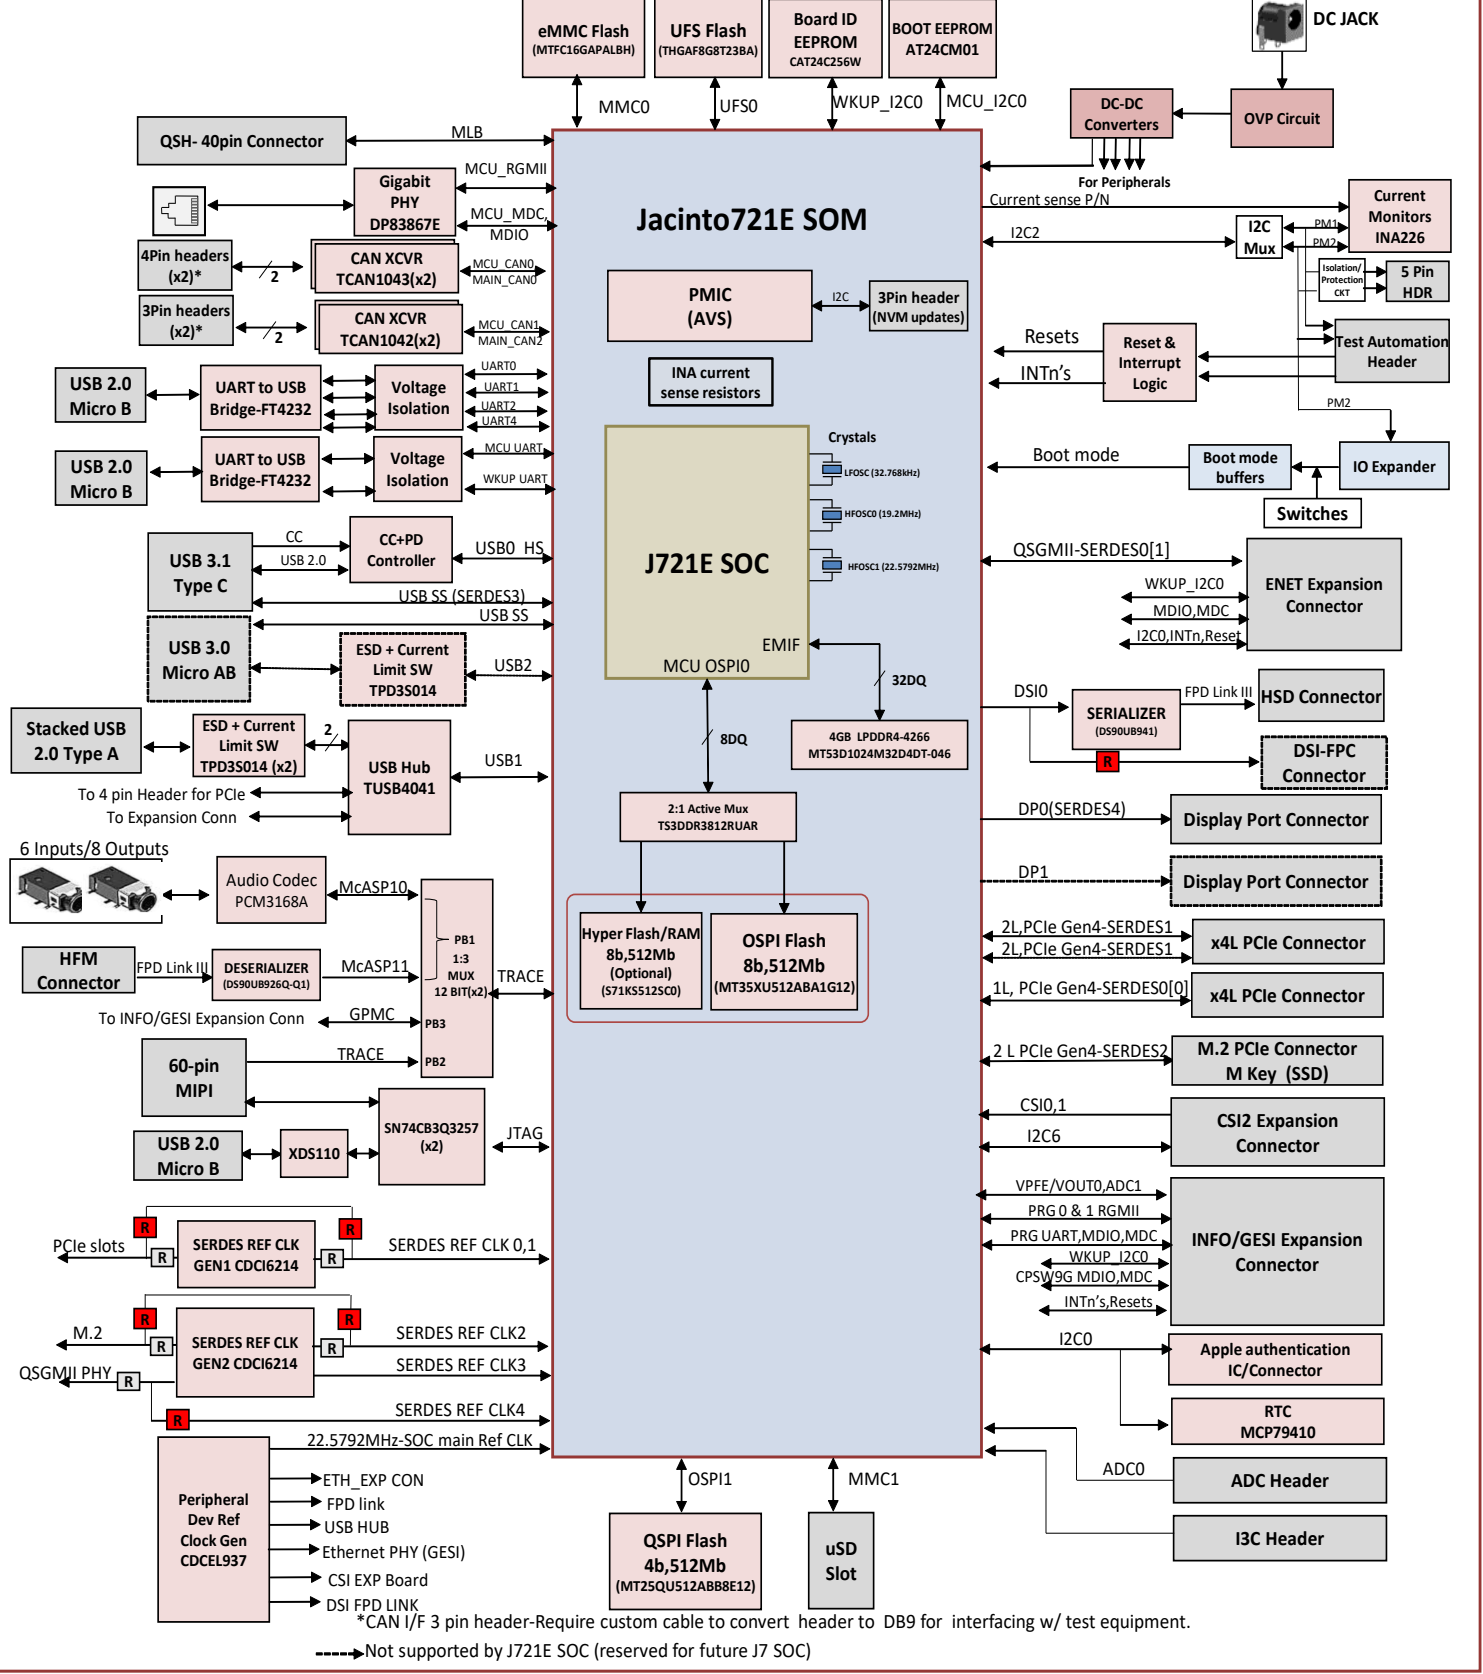 eMMC Flash
(MTFC16GAPALBH)
UFS Flash
(THGAF8G8T23BA)
Board ID
EEPROM
CAT24C256W
BOOT EEPROM
AT24CM01
DC JACK
MMC0
UFS0
WKUP_I2C0
MCU_I2C0
DC-DC
Converters
OVP Circuit
For Peripherals
QSH- 40pin Connector
MLB
Gigabit
PHY
DP83867E
MCU_RGMII
MCU_MDC,
MDIO
4Pin headers
(x2)*
2
CAN XCVR
TCAN1043(x2)
MCU_CAN0
MAIN_CAN0
3Pin headers
(x2)*
2
CAN XCVR
TCAN1042(x2)
MCU_CAN1
MAIN_CAN2
USB 2.0
Micro B
UART to USB
Bridge-FT4232
Voltage
Isolation
UART0
UART1
UART2
UART4
USB 2.0
Micro B
UART to USB
Bridge-FT4232
Voltage
Isolation
MCU UART
WKUP UART
USB 3.1
Type C
CC
USB 2.0
CC+PD
Controller
USB0_HS
USB SS (SERDES3)
USB SS
USB 3.0
Micro AB
ESD + Current
Limit SW
TPD3S014
USB2
Stacked USB
2.0 Type A
ESD + Current
Limit SW
TPD3S014 (x2)
2
USB Hub
TUSB4041
USB1
To 4 pin Header for PCIe
To Expansion Conn
6 Inputs/8 Outputs
Audio Codec
PCM3168A
McASP10
HFM
Connector
FPD Link III
DESERIALIZER
(DS90UB926Q-Q1)
McASP11
PB1
1:3
MUX
12 BIT(x2)
PB3
PB2
TRACE
To INFO/GESI Expansion Conn
GPMC
60-pin
MIPI
TRACE
USB 2.0
Micro B
XDS110
SN74CB3Q3257
(x2)
JTAG
R
R
PCIe slots
R
SERDES REF CLK
GEN1 CDCI6214
R
SERDES REF CLK 0,1
R
R
M.2
R
SERDES REF CLK
GEN2 CDCI6214
R
SERDES REF CLK2
SERDES REF CLK3
QSGMII PHY
R
R
SERDES REF CLK4
Peripheral
Dev Ref
Clock Gen
CDCEL937
22.5792MHz-SOC main Ref CLK
ETH_EXP CON
FPD link
USB HUB
Ethernet PHY (GESI)
CSI EXP Board
DSI FPD LINK
Jacinto721E SOM
PMIC
(AVS)
I2C
3Pin header
(NVM updates)
INA current
sense resistors
J721E SOC
Crystals
LFOSC (32.768kHz)
HFOSC0 (19.2MHz)
HFOSC1 (22.5792MHz)
EMIF
MCU OSPI0
32DQ
8DQ
4GB LPDDR4-4266
MT53D1024M32D4DT-046
2:1 Active Mux
TS3DDR3812RUAR
Hyper Flash/RAM
8b,512Mb
(Optional)
(S71KS512SC0)
OSPI Flash
8b,512Mb
(MT35XU512ABA1G12)
OSPI1
MMC1
QSPI Flash
4b,512Mb
(MT25QU512ABB8E12)
uSD
Slot
Current sense P/N
Current
Monitors
INA226
I2C2
I2C
Mux
PM1
PM2
Isolation/
Protection
CKT
5 Pin
HDR
Resets
INTn's
Reset &
Interrupt
Logic
Test Automation
Header
PM2
Boot mode
Boot mode
buffers
IO Expander
Switches
QSGMII-SERDES0[1]
WKUP_I2C0
MDIO,MDC
I2C0,INTn,Reset
ENET Expansion
Connector
DSI0
SERIALIZER
(DS90UB941)
FPD Link III
HSD Connector
R
DSI-FPC
Connector
DP0(SERDES4)
Display Port Connector
DP1
Display Port Connector
2L,PCIe Gen4-SERDES1
2L,PCIe Gen4-SERDES1
x4L PCIe Connector
1L, PCIe Gen4-SERDES0[0]
x4L PCIe Connector
2 L PCIe Gen4-SERDES2
M.2 PCIe Connector
M Key (SSD)
CSI0,1
I2C6
CSI2 Expansion
Connector
VPFE/VOUT0,ADC1
PRG 0 & 1 RGMII
PRG UART,MDIO,MDC
WKUP_I2C0
CPSW9G MDIO,MDC
INTn's,Resets
INFO/GESI Expansion
Connector
I2C0
Apple authentication
IC/Connector
RTC
MCP79410
ADC0
ADC Header
I3C Header
*CAN I/F 3 pin header-Require custom cable to convert header to DB9 for interfacing w/ test equipment.
Not supported by J721E SOC (reserved for future J7 SOC)